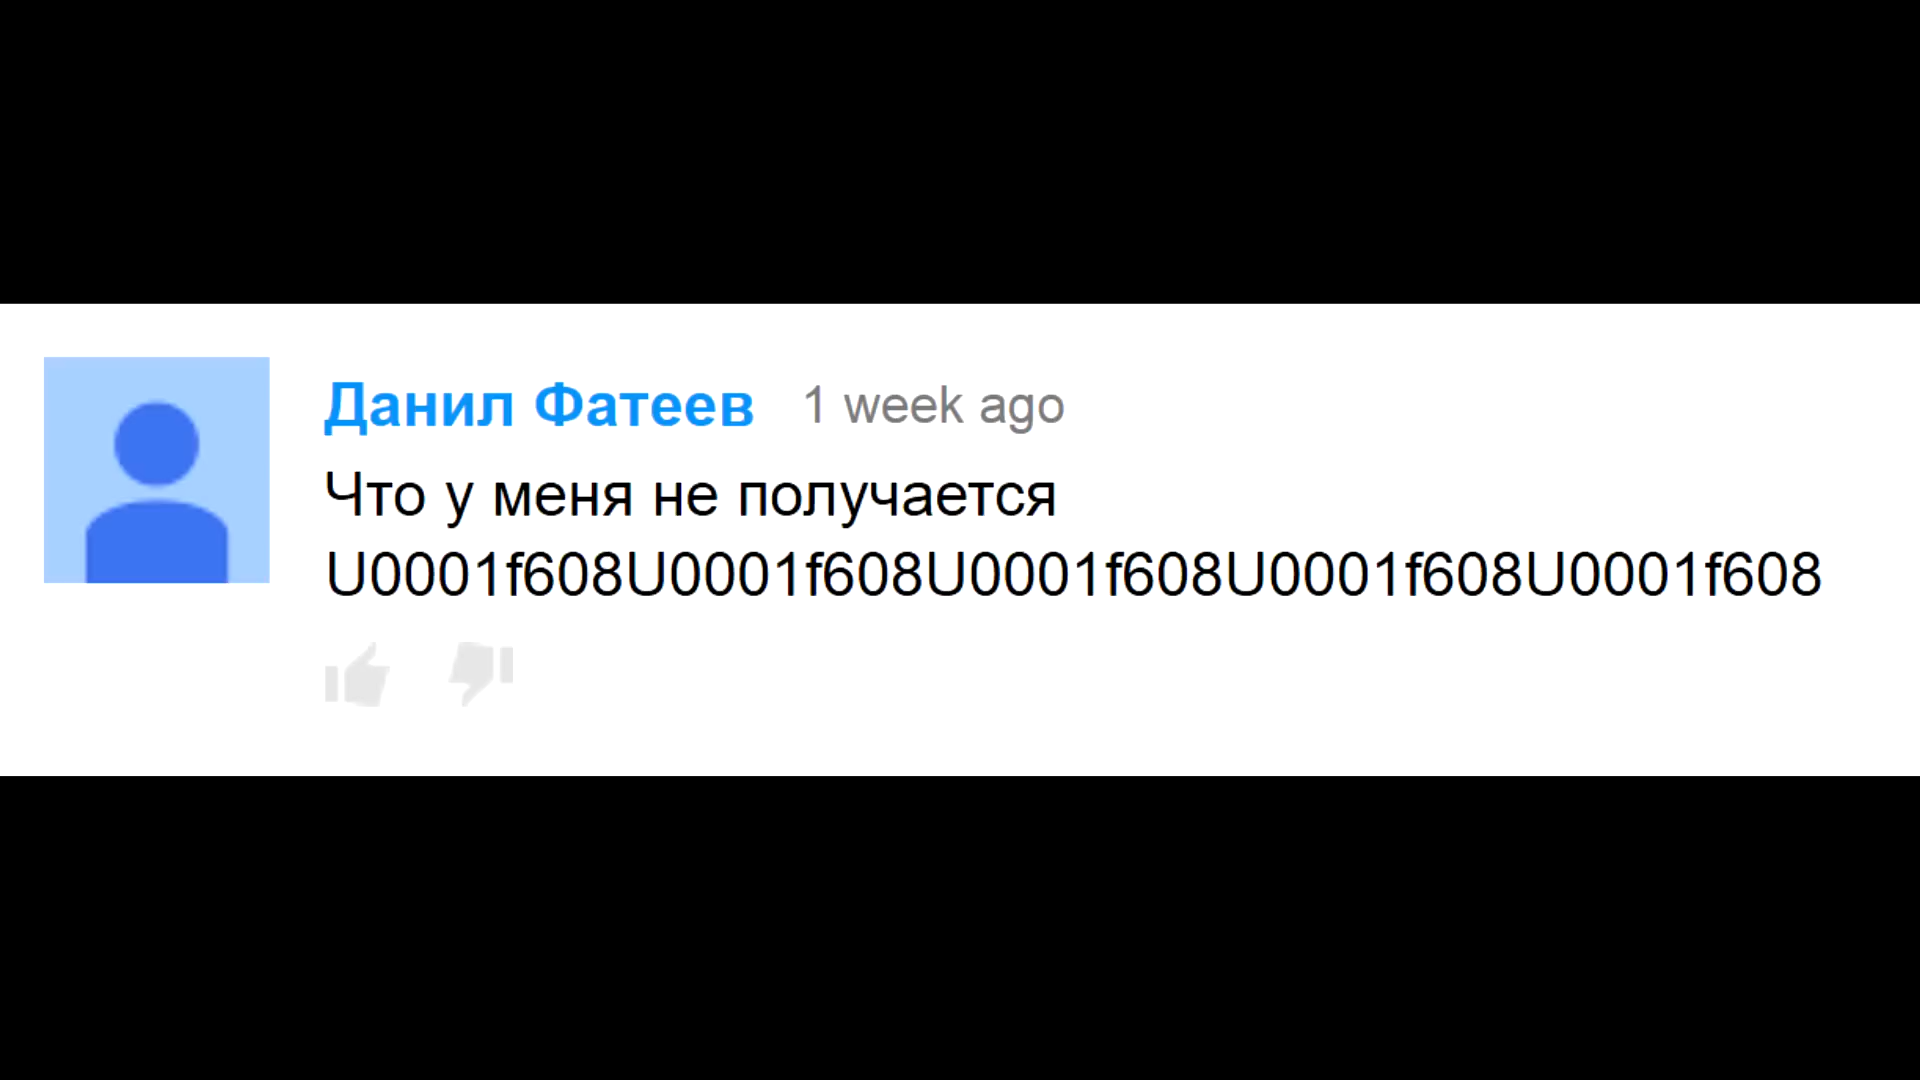 Данил Фатеев 1 week ago
Что у меня не получается
U0001f608U0001f608U0001f608U0001f608U0001f608